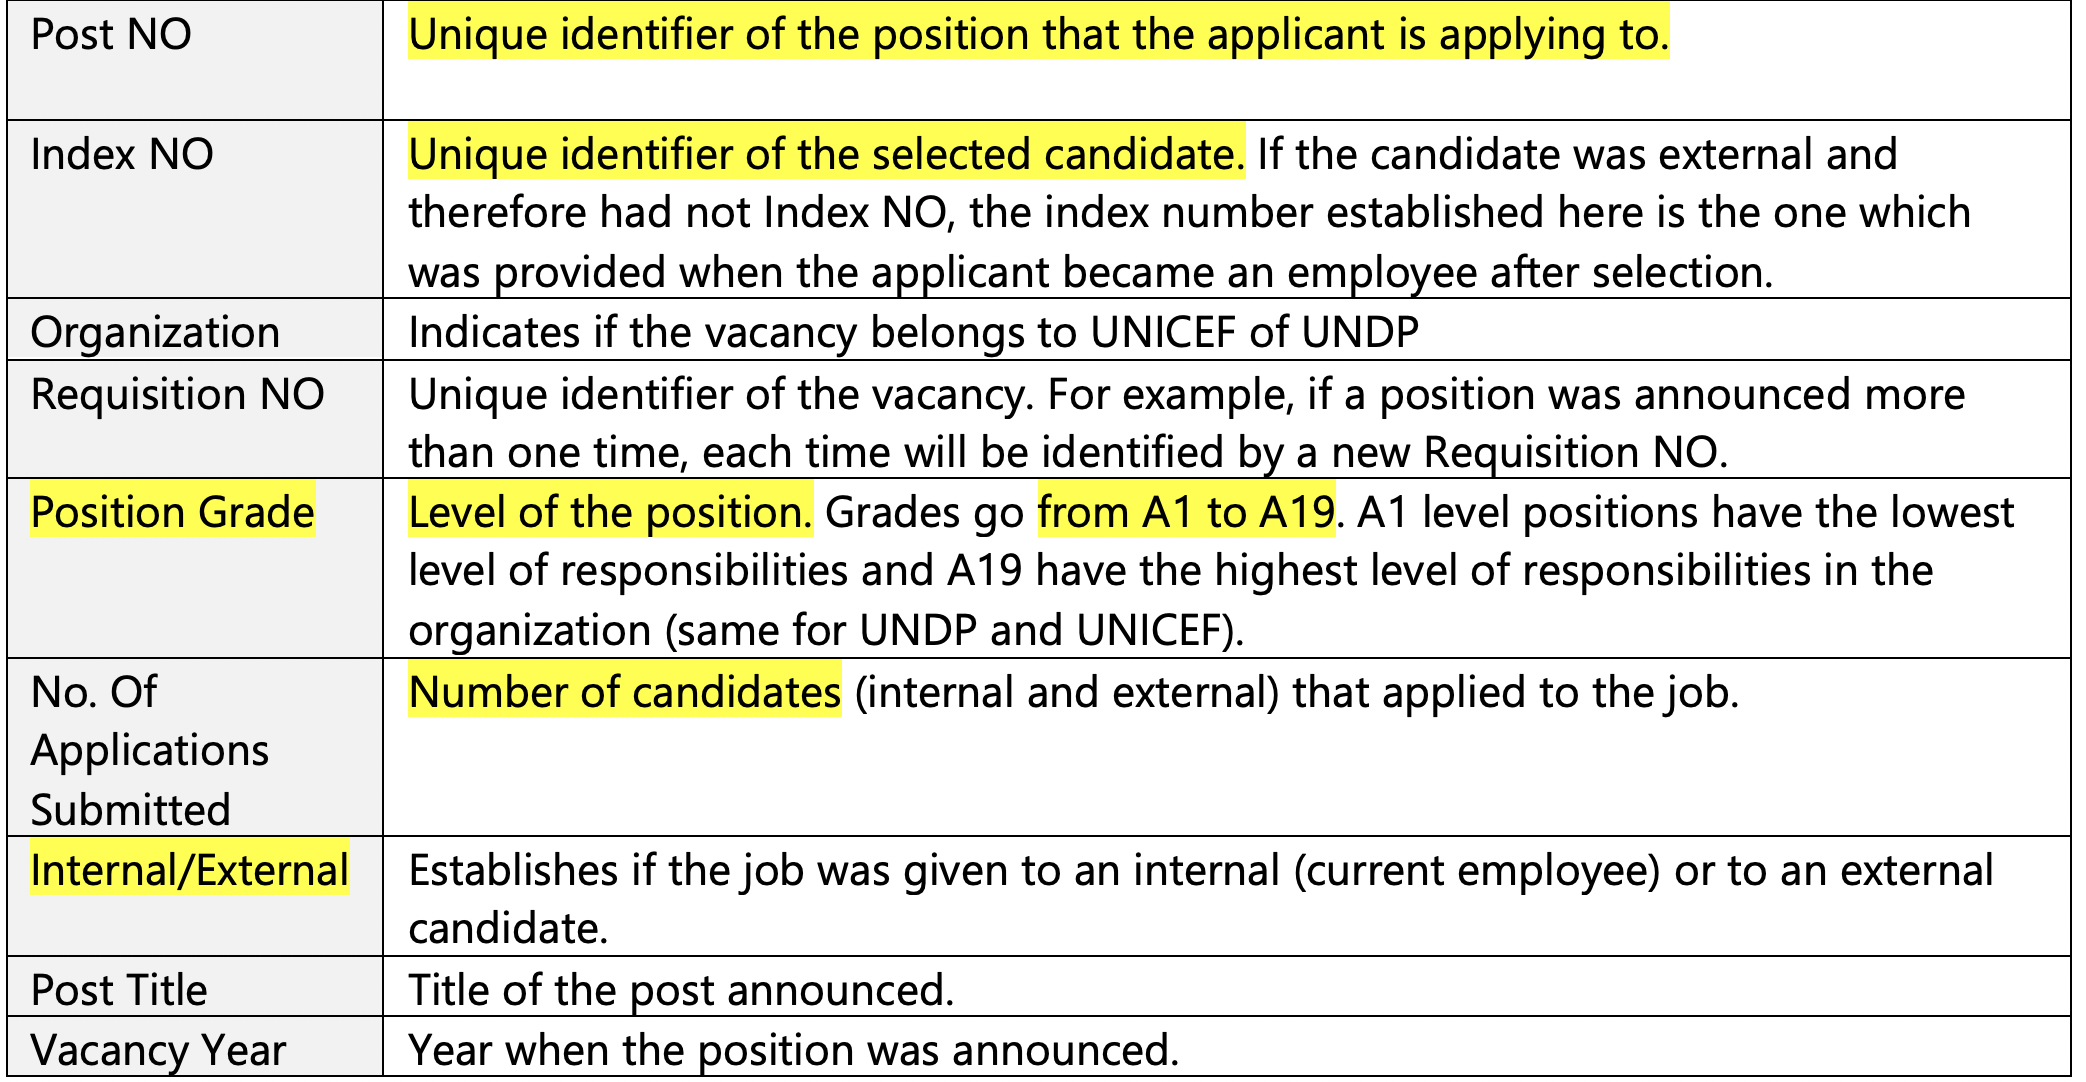 Post NO
Unique identifier of the position that the applicant is applying to.
Index NO
Unique identifier of the selected candidate. If the candidate was external and
therefore had not Index NO, the index number established here is the one which
was provided when the applicant became an employee after selection.
Organization
Indicates if the vacancy belongs to UNICEF of UNDP
Requisition NO
Unique identifier of the vacancy. For example, if a position was announced more
than one time, each time will be identified by a new Requisition NO.
Position Grade
Level of the position. Grades go from A1 to A19. A1 level positions have the lowest
level of responsibilities and A19 have the highest level of responsibilities in the
organization (same for UNDP and UNICEF).
No. Of
Applications
Submitted
Number of candidates (internal and external) that applied to the job.
Internal/External
Establishes if the job was given to an internal (current employee) or to an external
candidate.
Post Title
Title of the post announced.
Vacancy Year
Year when the position was announced.